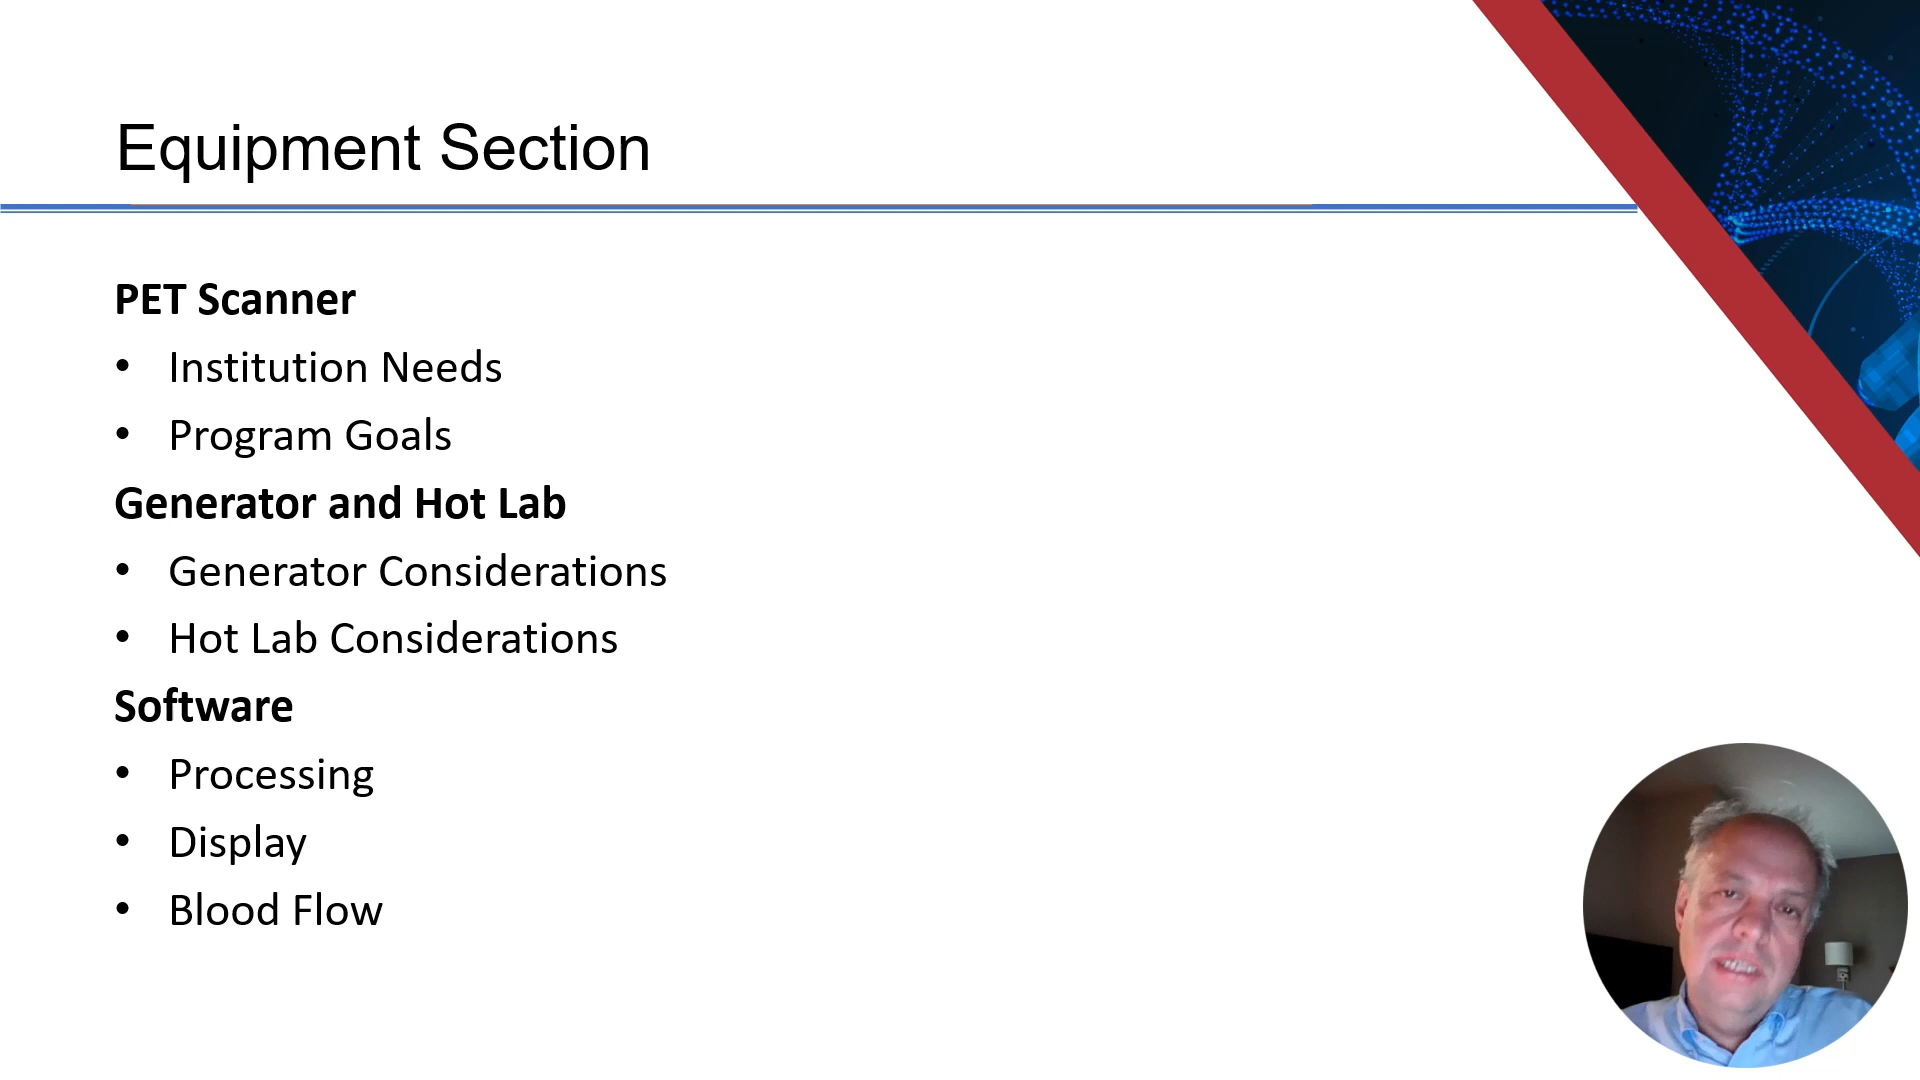 Equipment Section
PET Scanner
• Institution Needs
• Program Goals
Generator and Hot Lab
• Generator Considerations
• Hot Lab Considerations
Software
• Processing
• Display
• Blood Flow